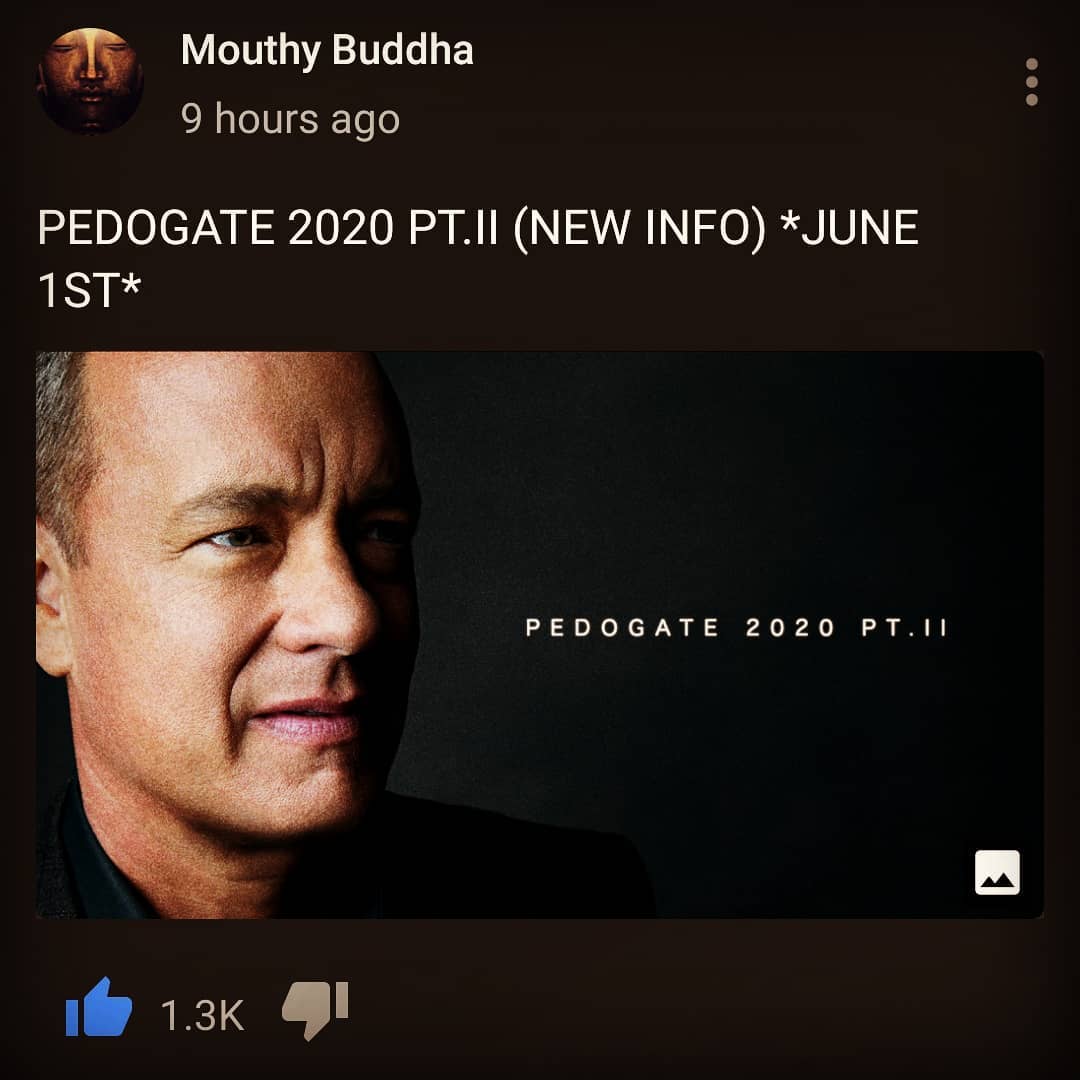 Mouthy Buddha
9 hours ago
PEDOGATE 2020 PT.II (NEW INFO) *JUNE
1ST*
PEDOGATE 2020 PT.II
1.3K